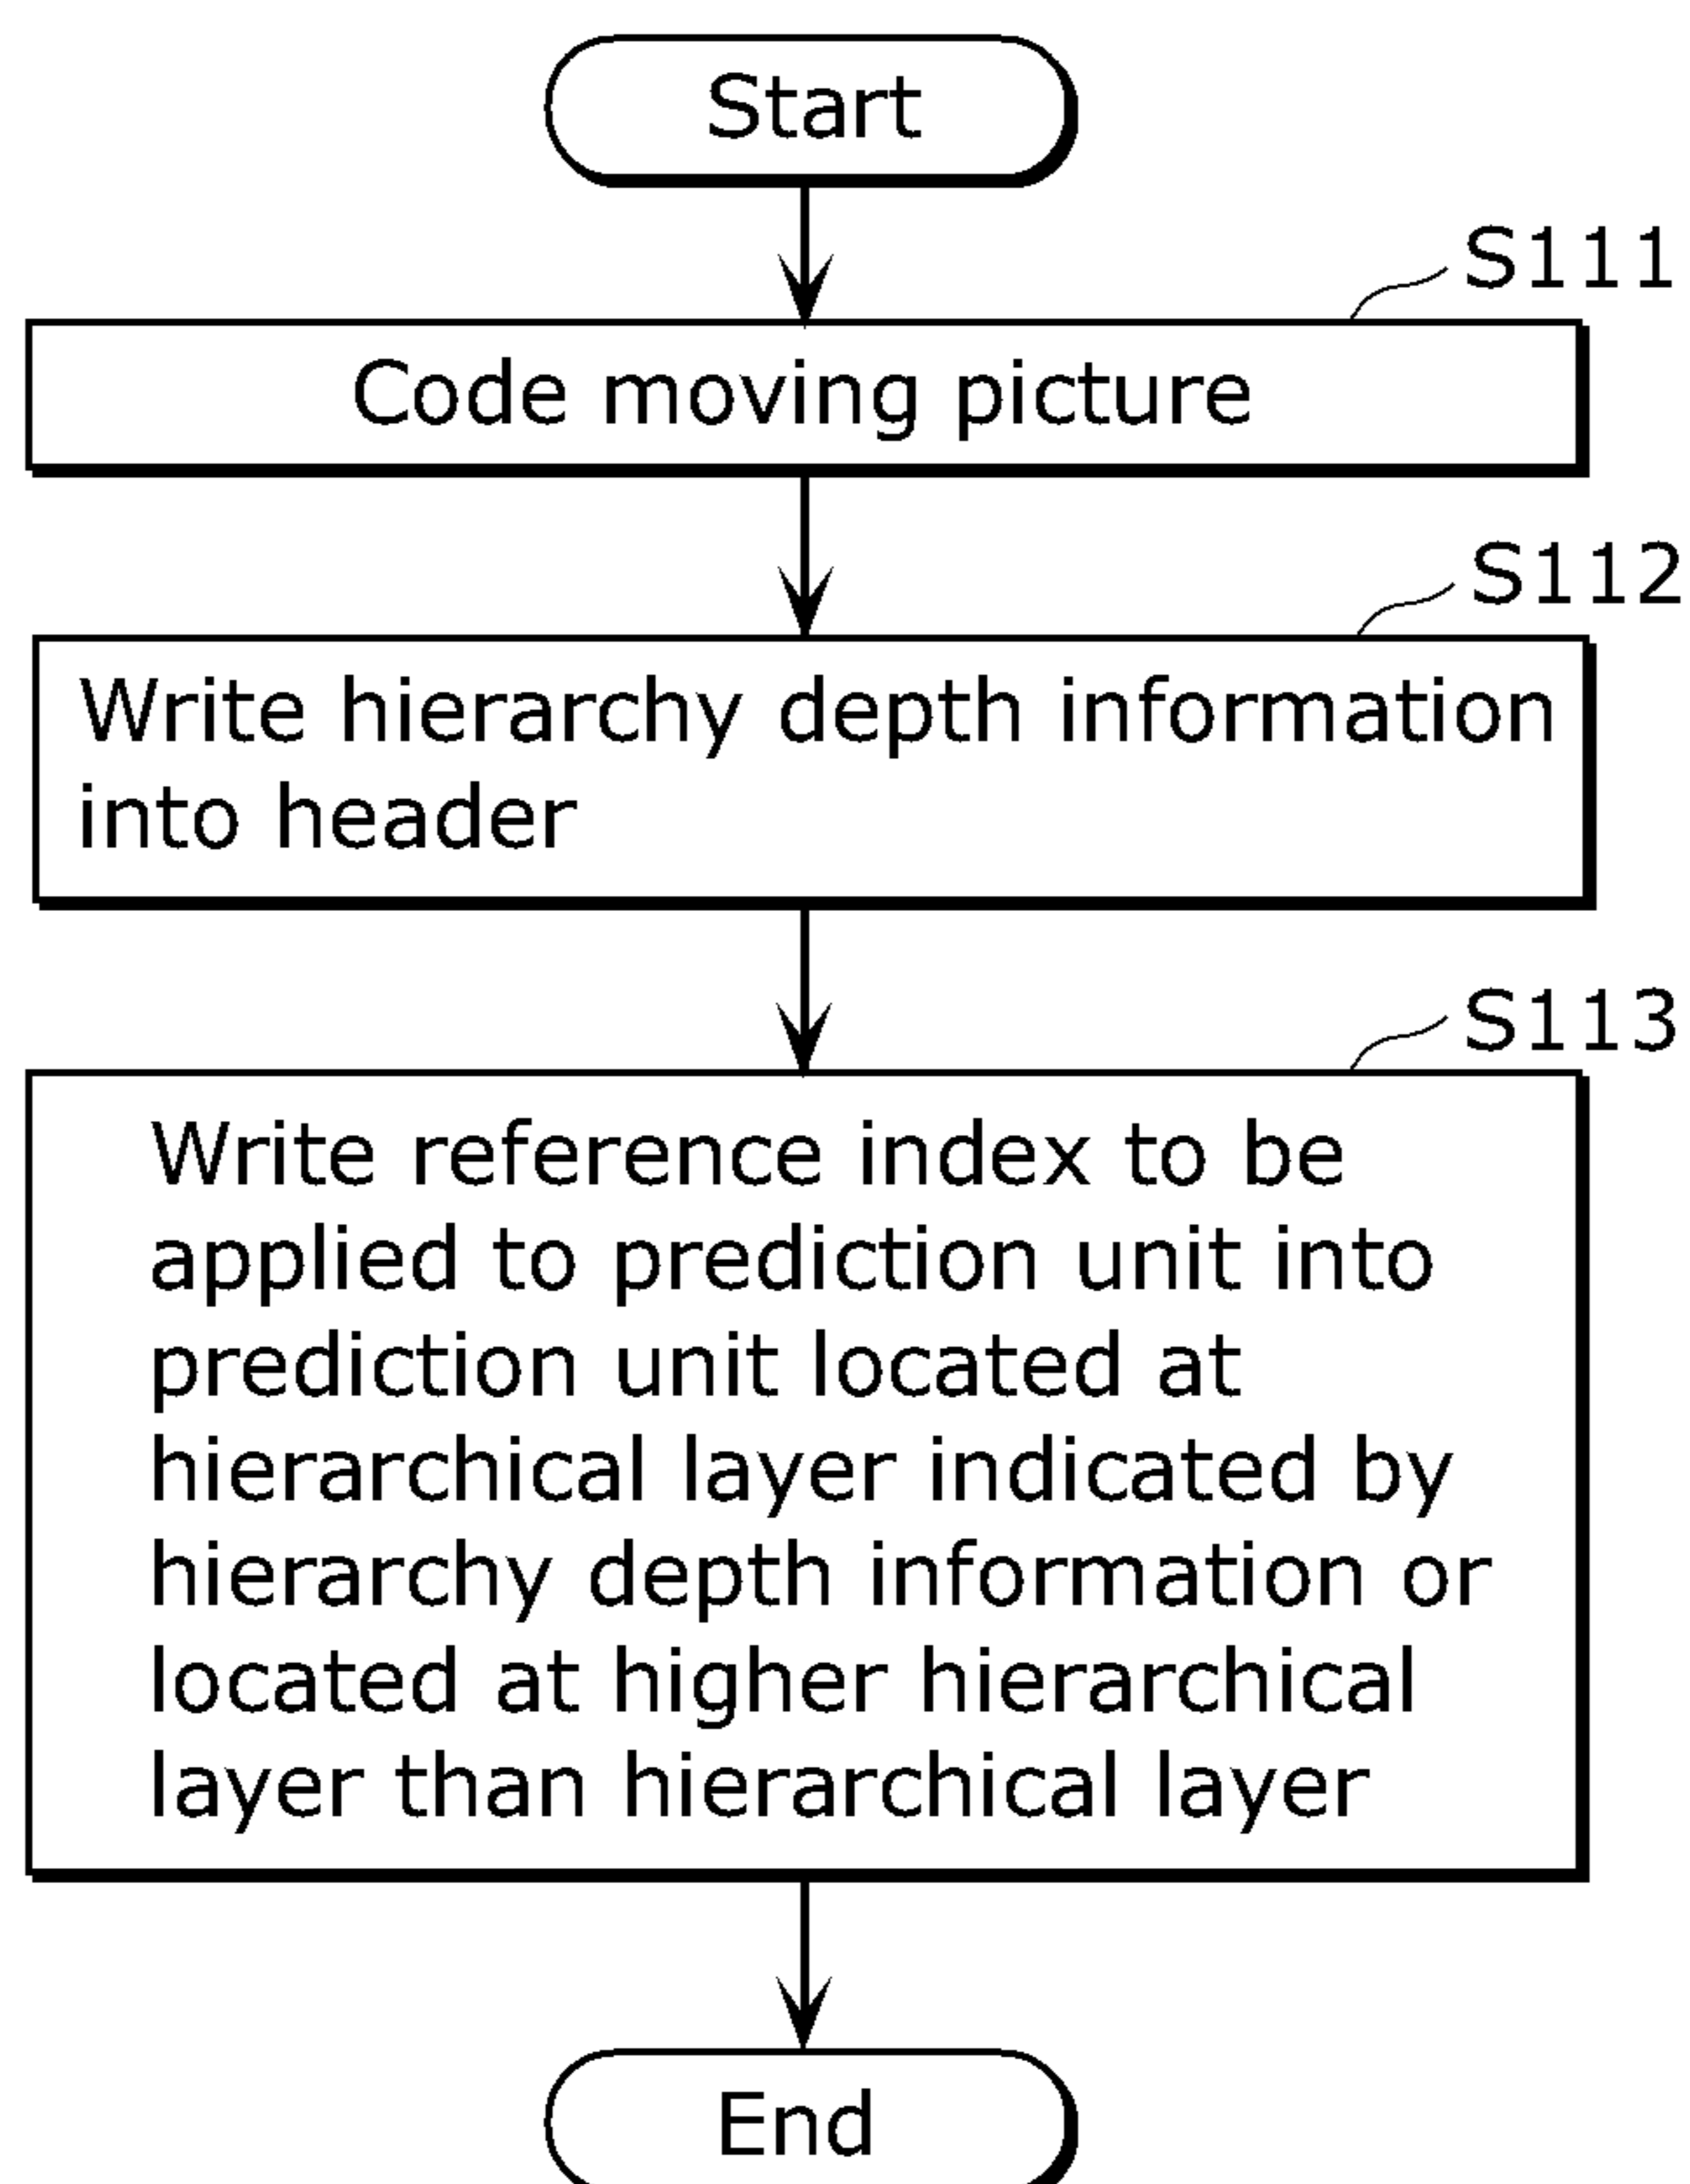 Start
S111
Code moving picture
S112
Write hierarchy depth information
into header
S113
Write reference index to be
applied to prediction unit into
prediction unit located at
hierarchical layer indicated by
hierarchy depth information or
located at higher hierarchical
layer than hierarchical layer
End